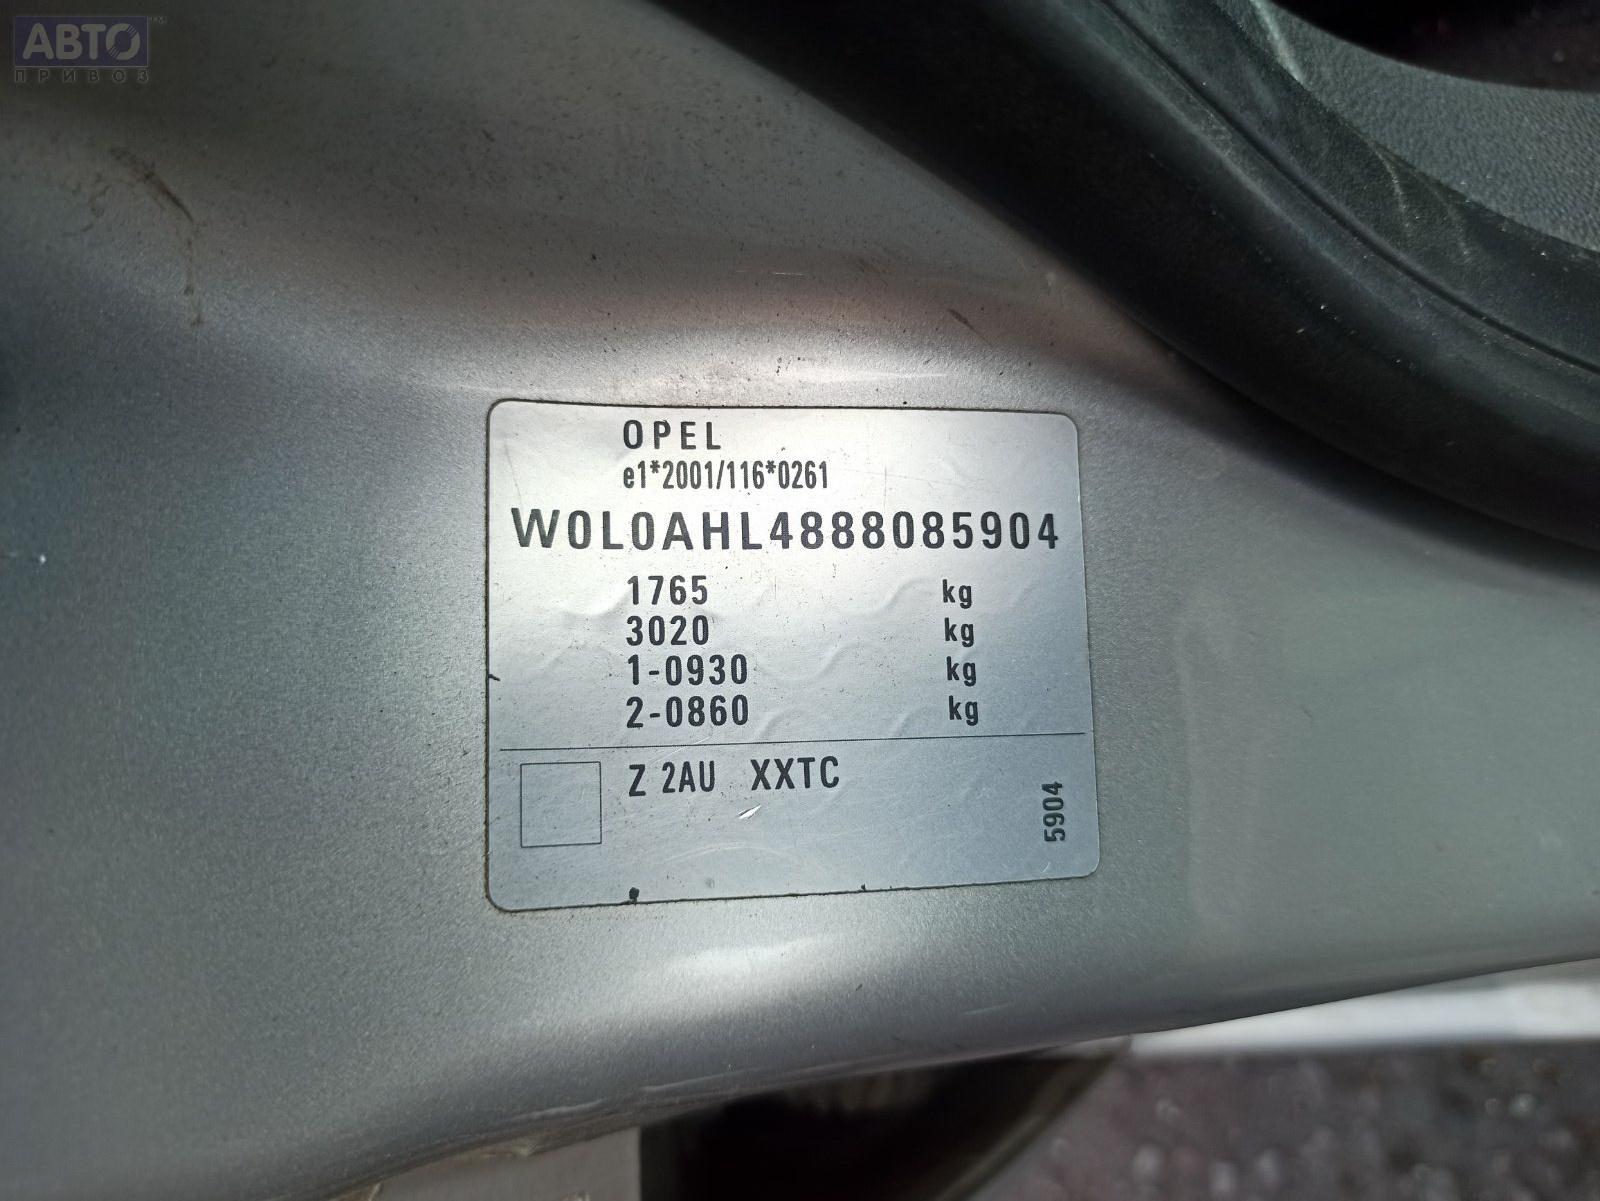 АВТО™
ПРИВОЗ
OPEL
e1*2001/116*0261
W0L0AHL4888085904
1765 kg
3020 kg
1-0930 kg
2-0860 kg
Z 2AU XXTC
5904